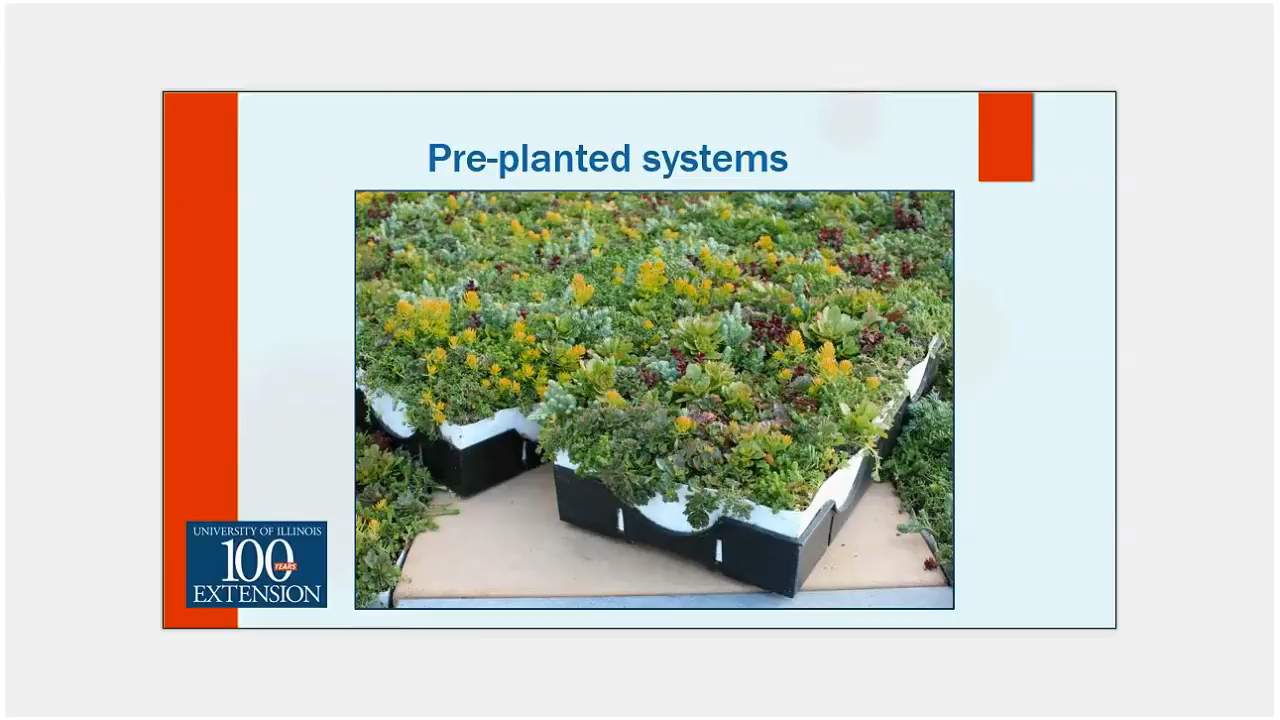 Pre-planted systems
UNIVERSITY OF ILLINOIS
100
YEARS
EXTENSION